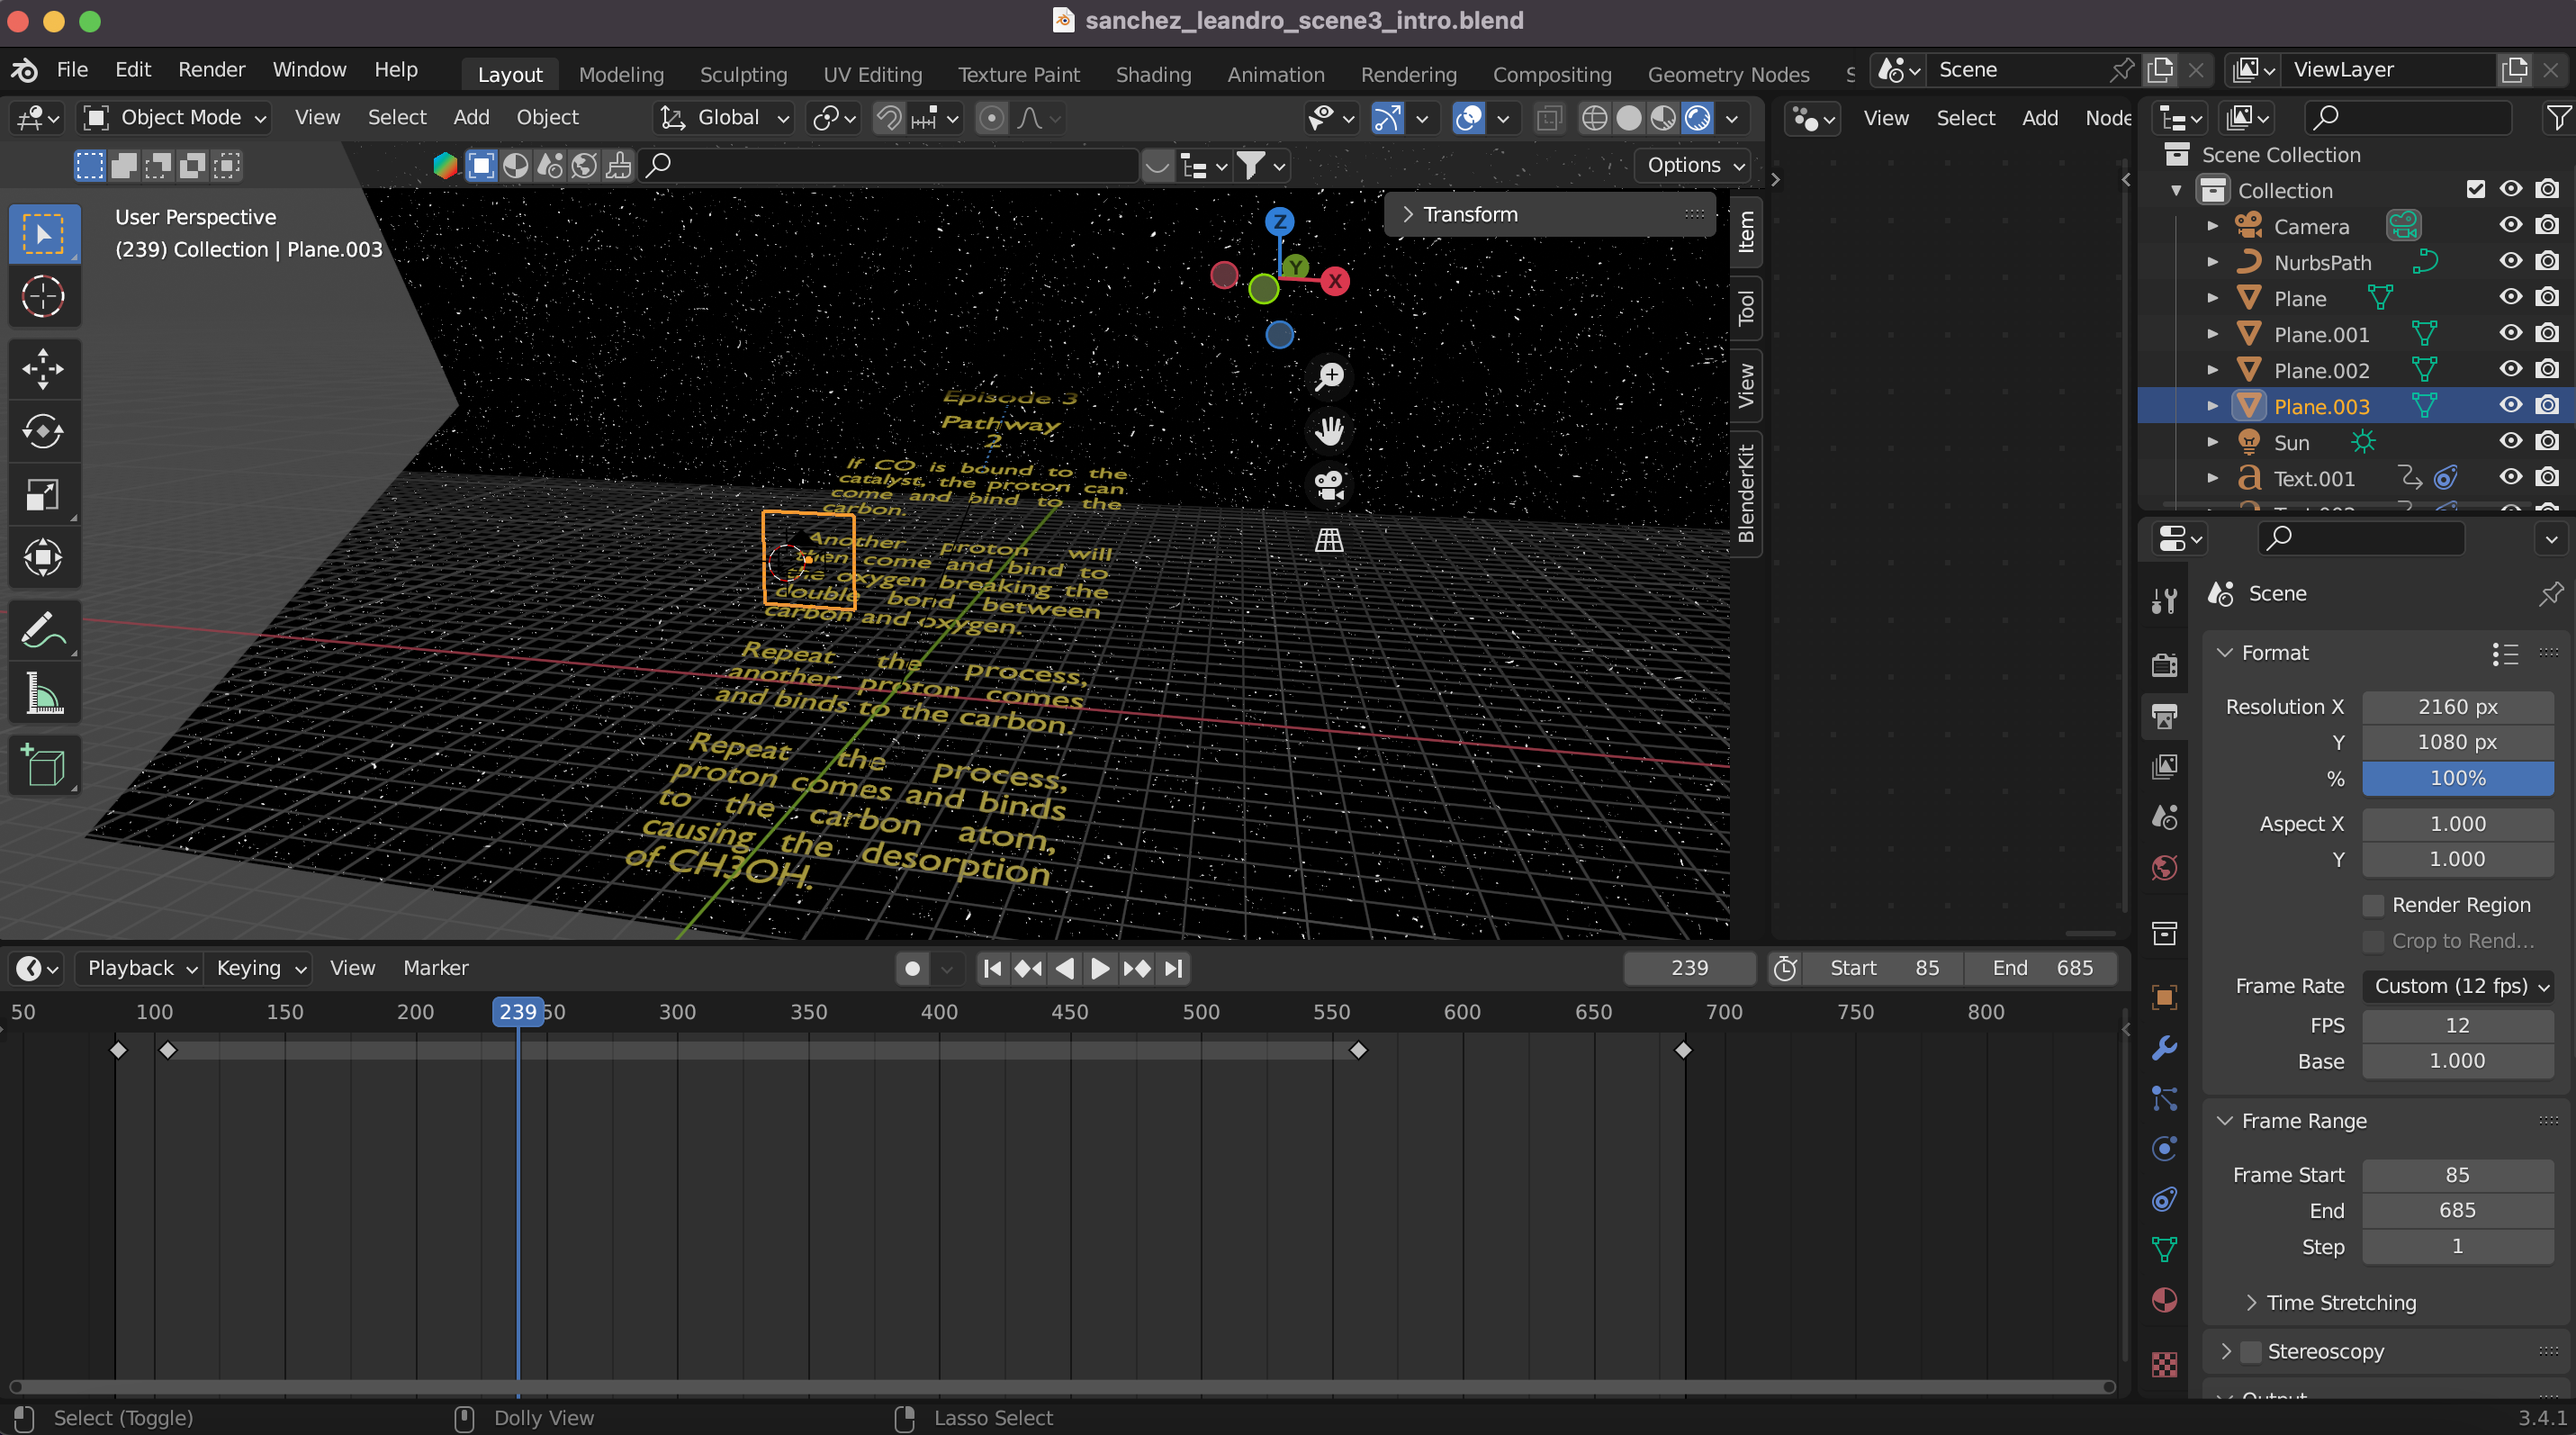 sanchez_leandro_scene3_intro.blend
File Edit Render Window Help Layout Modeling Sculpting UV Editing Texture Paint Shading Animation Rendering Compositing Geometry Nodes S Scene ViewLayer
Object Mode View Select Add Object Global View Select Add Node
Options
User Perspective
(239) Collection | Plane.003
Transform
Z
Y
X
Item
Tool
View
BlenderKit
Episode 3
Pathway
2
If CO is bound to the
catalyst, the proton can
come and bind to the
carbon.
Another proton will
then come and bind to
the oxygen breaking the
double bond between
carbon and oxygen.
Repeat the process,
another proton comes
and binds to the carbon.
Repeat the process,
proton comes and binds
to the carbon atom,
causing the desorption
of CH3OH.
Scene Collection
Collection
Camera
NurbsPath
Plane
Plane.001
Plane.002
Plane.003
Sun
Text.001
Scene
Format
Resolution X 2160 px
Y 1080 px
% 100%
Aspect X 1.000
Y 1.000
Render Region
Crop to Rend...
Frame Rate Custom (12 fps)
FPS 12
Base 1.000
Frame Range
Frame Start 85
End 685
Step 1
Time Stretching
Stereoscopy
Output
Playback Keying View Marker 239 Start 85 End 685
50 100 150 200 239 50 300 350 400 450 500 550 600 650 700 750 800
Select (Toggle) Dolly View Lasso Select 3.4.1